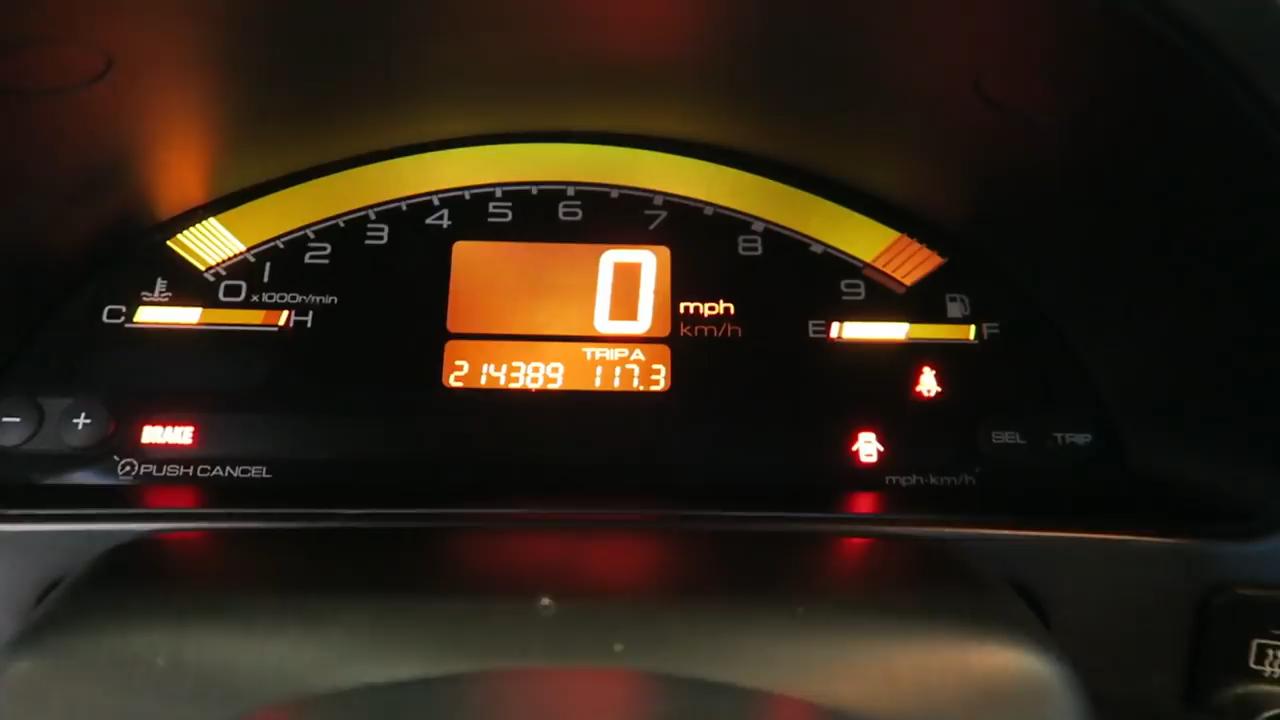 0 1 2 3 4 5 6 7 8 9
x1000r/min
C H
0 mph
km/h
E F
TRIP A
214389 117.3
- +
BRAKE
SEL TRIP
PUSH CANCEL
mph·km/h